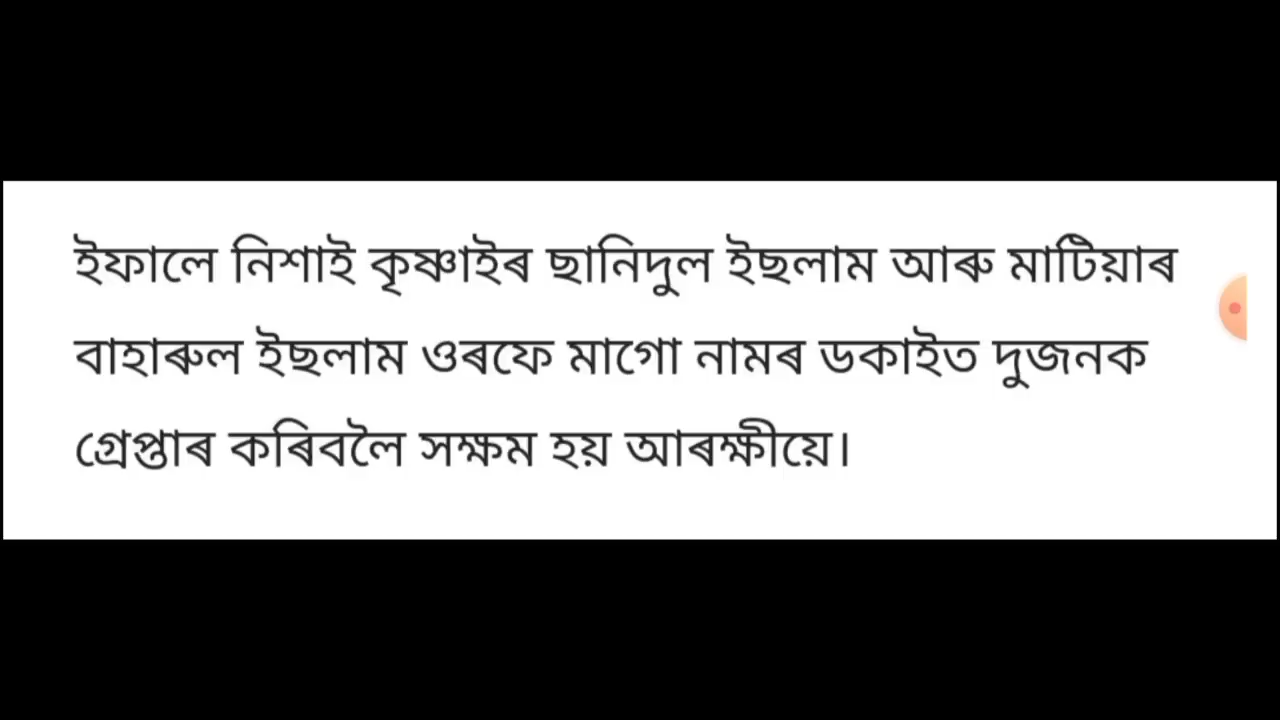 ইফালে নিশাই কৃষ্ণাইৰ ছানিদুল ইছলাম আৰু মাটিয়াৰ
বাহাৰুল ইছলাম ওৰফে মাগো নামৰ ডকাইত দুজনক
গ্ৰেপ্তাৰ কৰিবলৈ সক্ষম হয় আৰক্ষীয়ে।